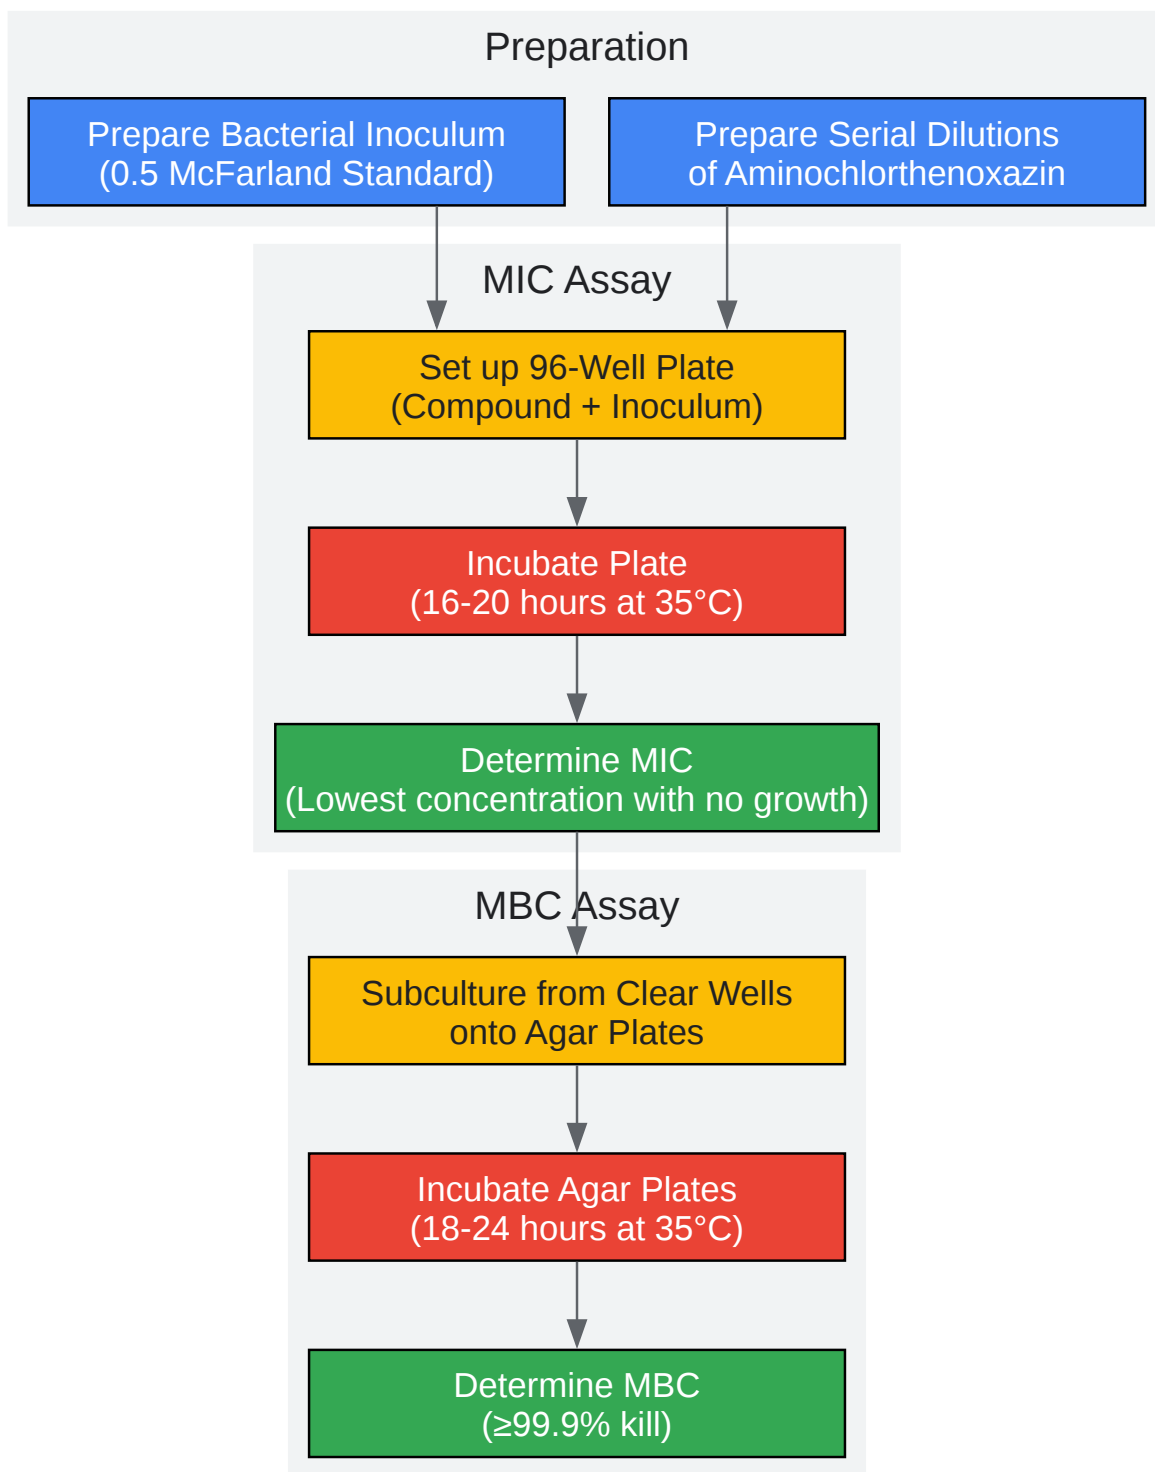 Preparation
Prepare Bacterial Inoculum
(0.5 McFarland Standard)
Prepare Serial Dilutions
of Aminochlorthenoxazin
MIC Assay
Set up 96-Well Plate
(Compound + Inoculum)
Incubate Plate
(16-20 hours at 35°C)
Determine MIC
(Lowest concentration with no growth)
MBC Assay
Subculture from Clear Wells
onto Agar Plates
Incubate Agar Plates
(18-24 hours at 35°C)
Determine MBC
(≥99.9% kill)